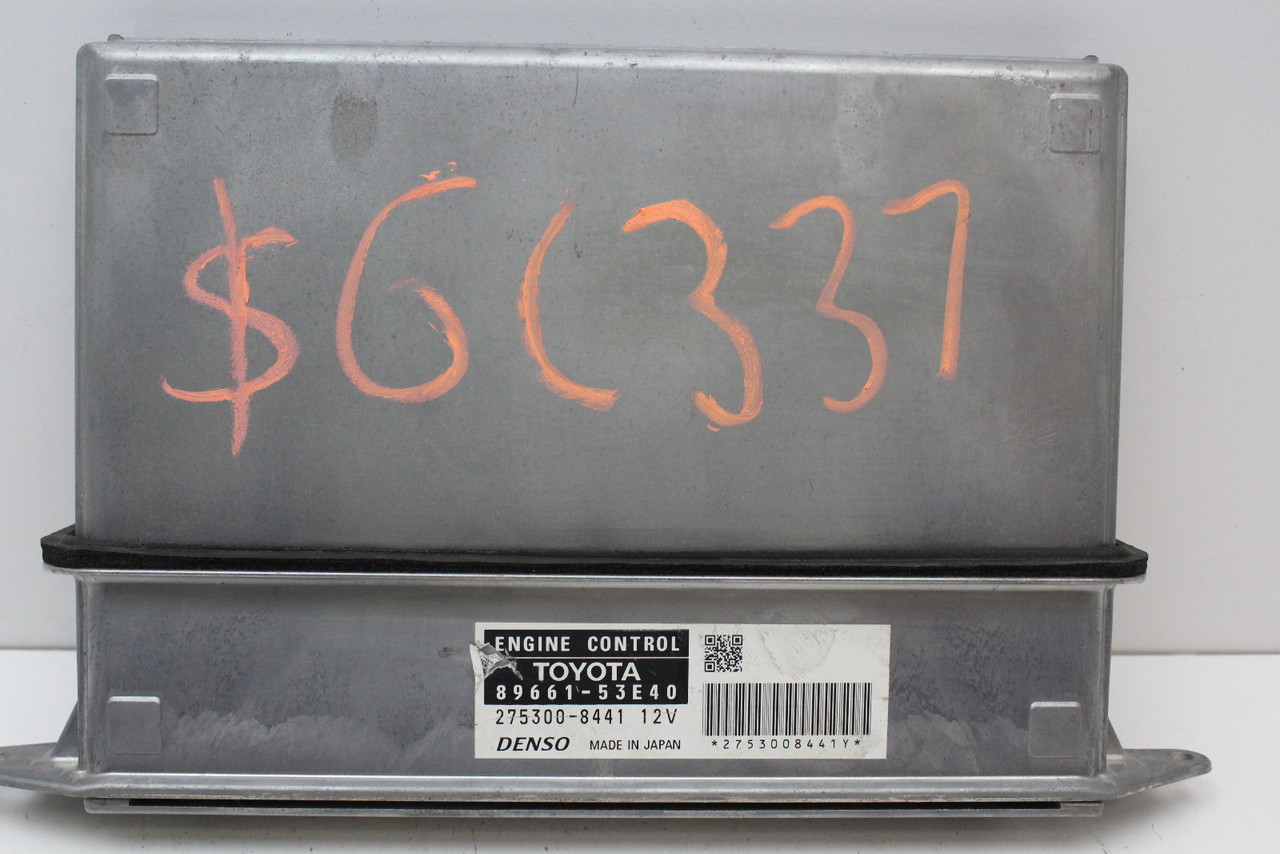 $6C337
ENGINE CONTROL
TOYOTA
89661-53E40
275300-8441 12V
DENSO MADE IN JAPAN
*2753008441Y*